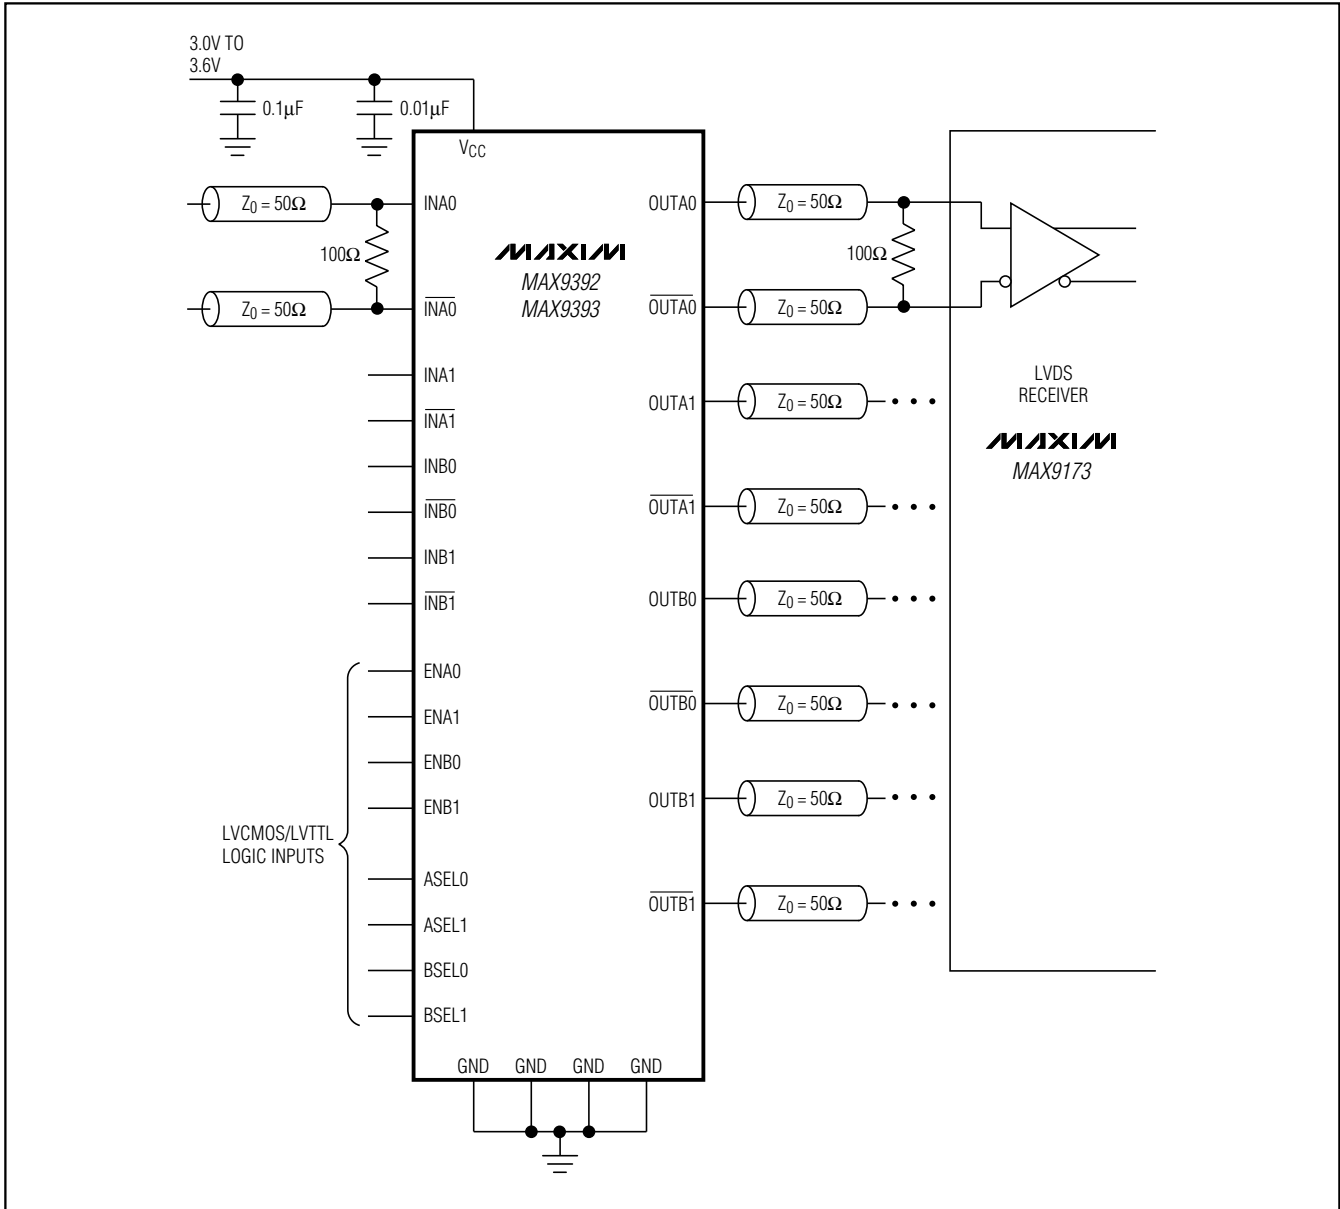 3.0V TO
3.6V
0.1µF
0.01µF
VCC
Z0 = 50Ω
INA0
OUTA0
Z0 = 50Ω
100Ω
MAXIM
MAX9392
MAX9393
100Ω
Z0 = 50Ω
INA0
OUTA0
Z0 = 50Ω
INA1
OUTA1
Z0 = 50Ω
LVDS
RECEIVER
MAXIM
MAX9173
INA1
INB0
OUTA1
Z0 = 50Ω
INB0
INB1
INB1
OUTB0
Z0 = 50Ω
ENA0
ENA1
OUTB0
Z0 = 50Ω
ENB0
ENB1
OUTB1
Z0 = 50Ω
LVCMOS/LVTTL
LOGIC INPUTS
ASEL0
ASEL1
OUTB1
Z0 = 50Ω
BSEL0
BSEL1
GND GND GND GND